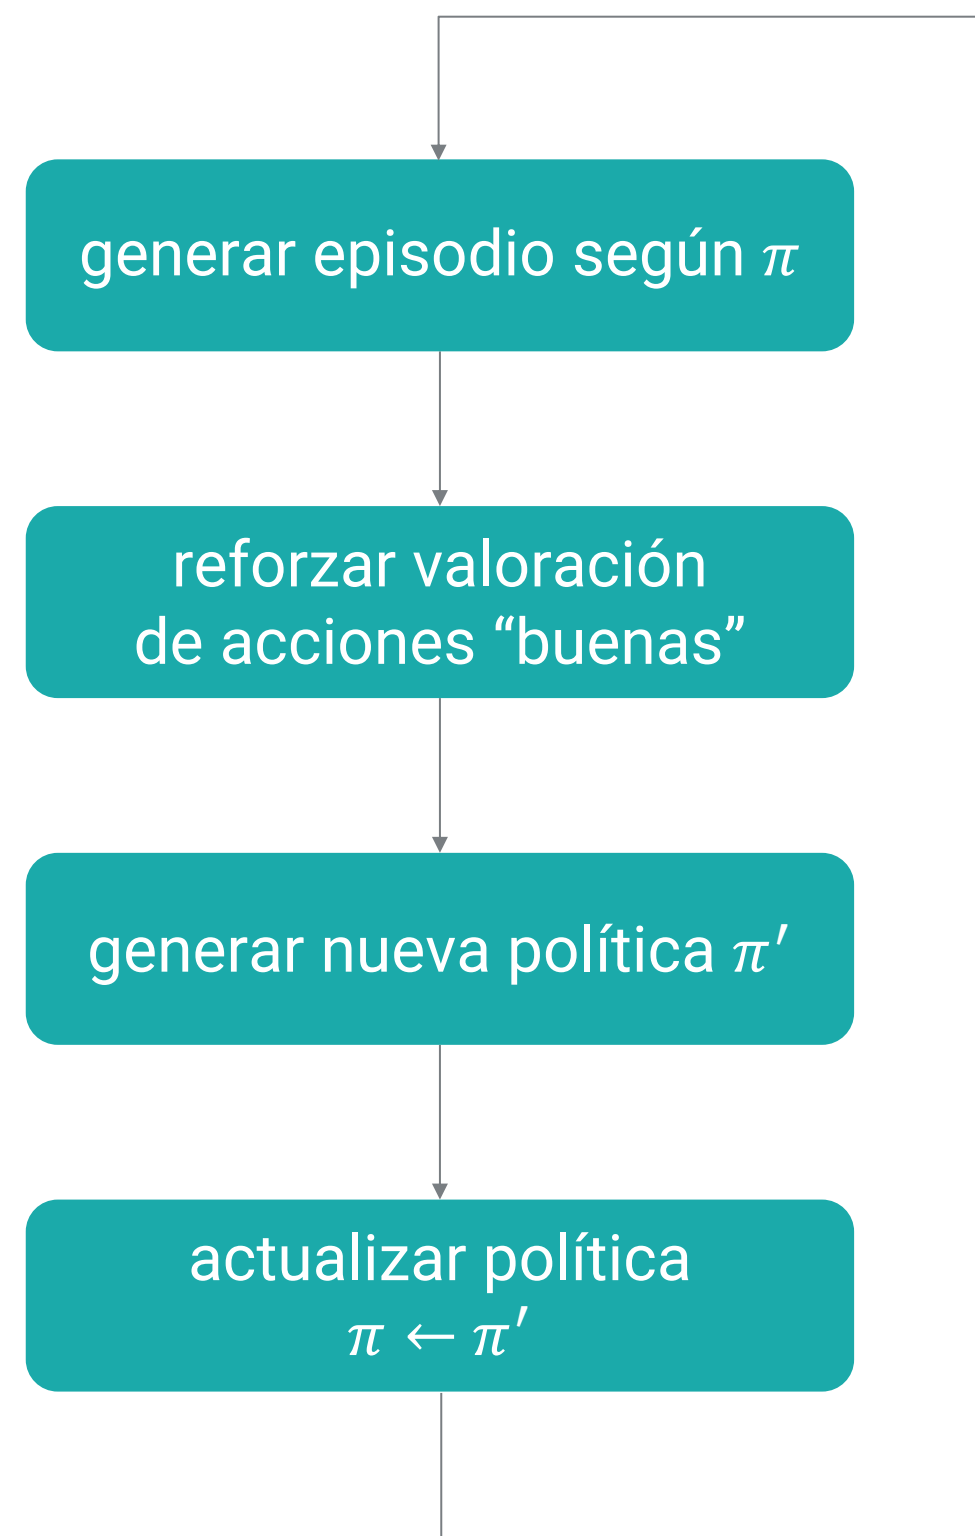 generar episodio según π
reforzar valoración
de acciones “buenas”
generar nueva política π′
actualizar política
π ← π′